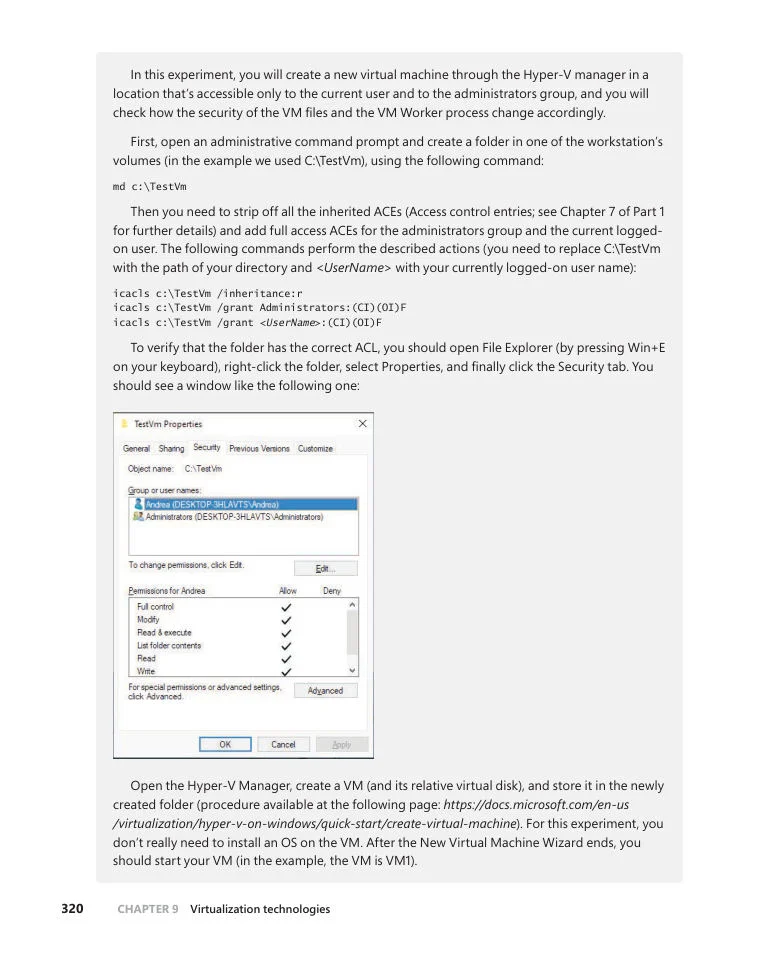 In this experiment, you will create a new virtual machine through the Hyper-V manager in a
location that’s accessible only to the current user and to the administrators group, and you will
check how the security of the VM files and the VM Worker process change accordingly.
First, open an administrative command prompt and create a folder in one of the workstation’s
volumes (in the example we used C:\TestVm), using the following command:
md c:\TestVm
Then you need to strip off all the inherited ACEs (Access control entries; see Chapter 7 of Part 1
for further details) and add full access ACEs for the administrators group and the current logged-
on user. The following commands perform the described actions (you need to replace C:\TestVm
with the path of your directory and <UserName> with your currently logged-on user name):
icacls c:\TestVm /inheritance:r
icacls c:\TestVm /grant Administrators:(CI)(OI)F
icacls c:\TestVm /grant <UserName>:(CI)(OI)F
To verify that the folder has the correct ACL, you should open File Explorer (by pressing Win+E
on your keyboard), right-click the folder, select Properties, and finally click the Security tab. You
should see a window like the following one:
TestVm Properties
General Sharing Security Previous Versions Customize
Object name: C:\TestVm
Group or user names:
Andrea (DESKTOP-3HLAVTS\Andrea)
Administrators (DESKTOP-3HLAVTS\Administrators)
To change permissions, click Edit.
Edit...
Permissions for Andrea Allow Deny
Full control
Modify
Read & execute
List folder contents
Read
Write
For special permissions or advanced settings,
click Advanced.
Advanced
OK Cancel Apply
Open the Hyper-V Manager, create a VM (and its relative virtual disk), and store it in the newly
created folder (procedure available at the following page: https://docs.microsoft.com/en-us
/virtualization/hyper-v-on-windows/quick-start/create-virtual-machine). For this experiment, you
don’t really need to install an OS on the VM. After the New Virtual Machine Wizard ends, you
should start your VM (in the example, the VM is VM1).
320 CHAPTER 9 Virtualization technologies